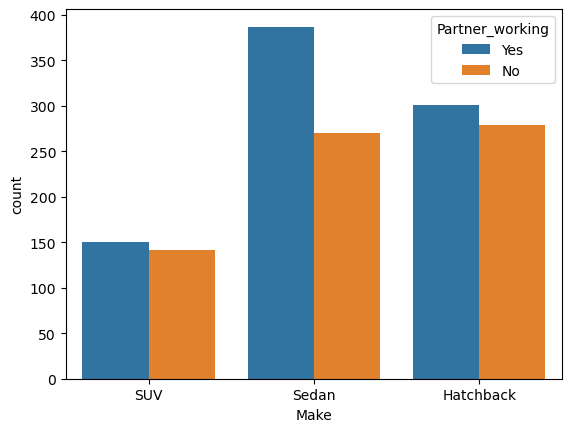 400
350
300
250
200
150
100
50
0
count
Partner_working
Yes
No
SUV
Sedan
Hatchback
Make